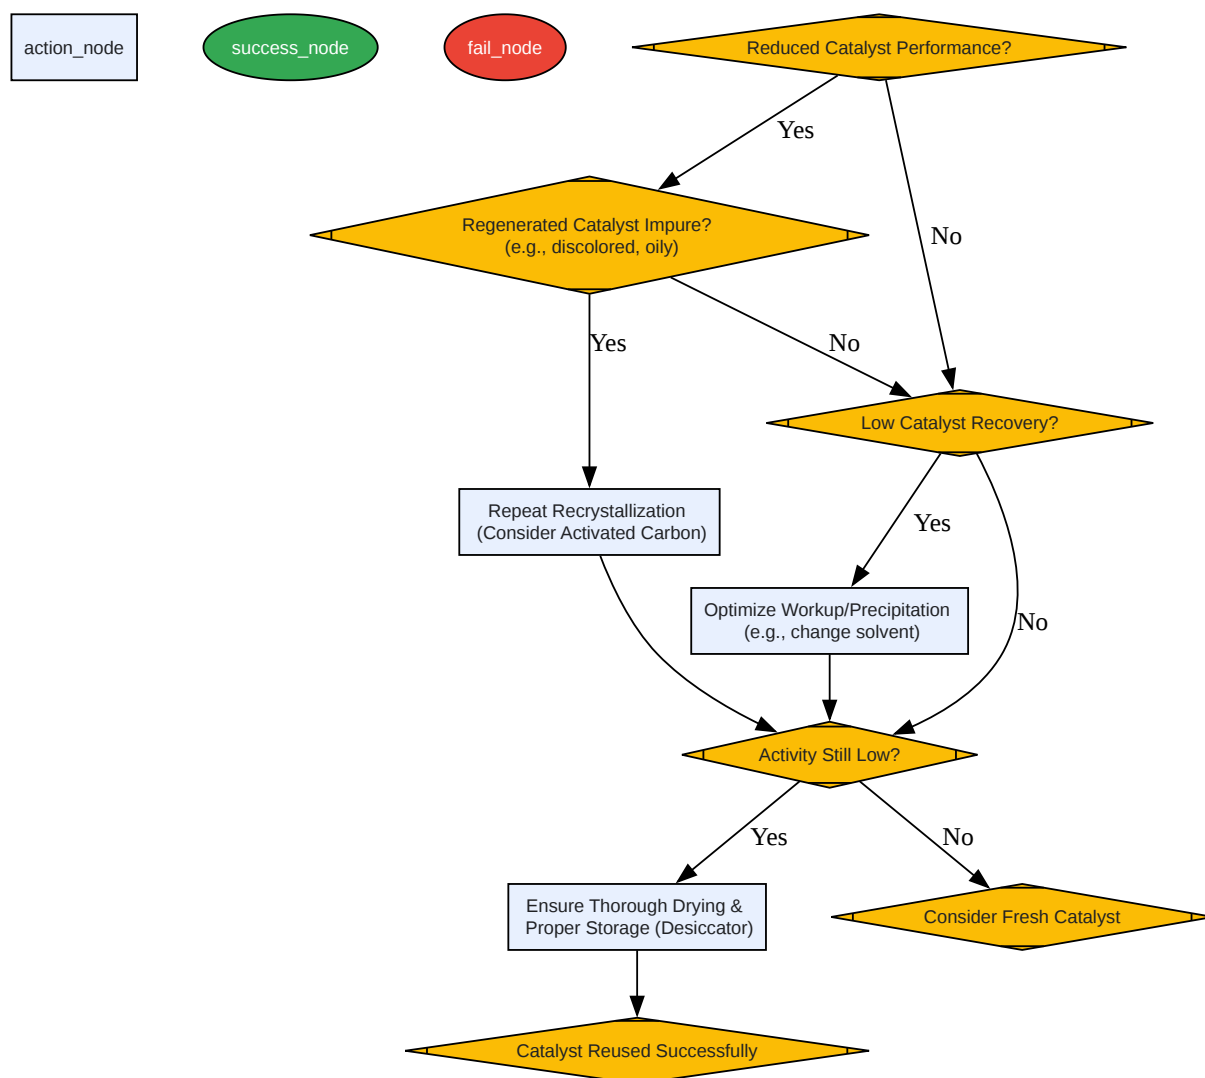 action_node
success_node
fail_node
Reduced Catalyst Performance?
Yes
No
Regenerated Catalyst Impure?
(e.g., discolored, oily)
Yes
No
Low Catalyst Recovery?
Repeat Recrystallization
(Consider Activated Carbon)
Yes
No
Optimize Workup/Precipitation
(e.g., change solvent)
Activity Still Low?
Yes
No
Ensure Thorough Drying &
Proper Storage (Desiccator)
Consider Fresh Catalyst
Catalyst Reused Successfully